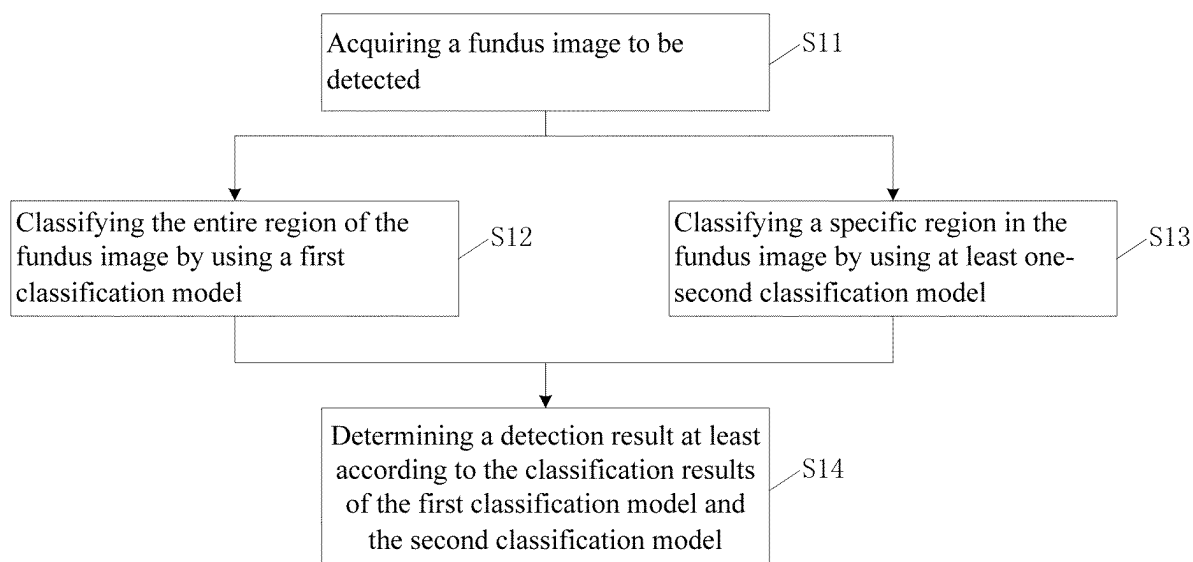 Acquiring a fundus image to be
detected
S11
Classifying the entire region of the
fundus image by using a first
classification model
S12
Classifying a specific region in the
fundus image by using at least one-
second classification model
S13
Determining a detection result at least
according to the classification results
of the first classification model and
the second classification model
S14